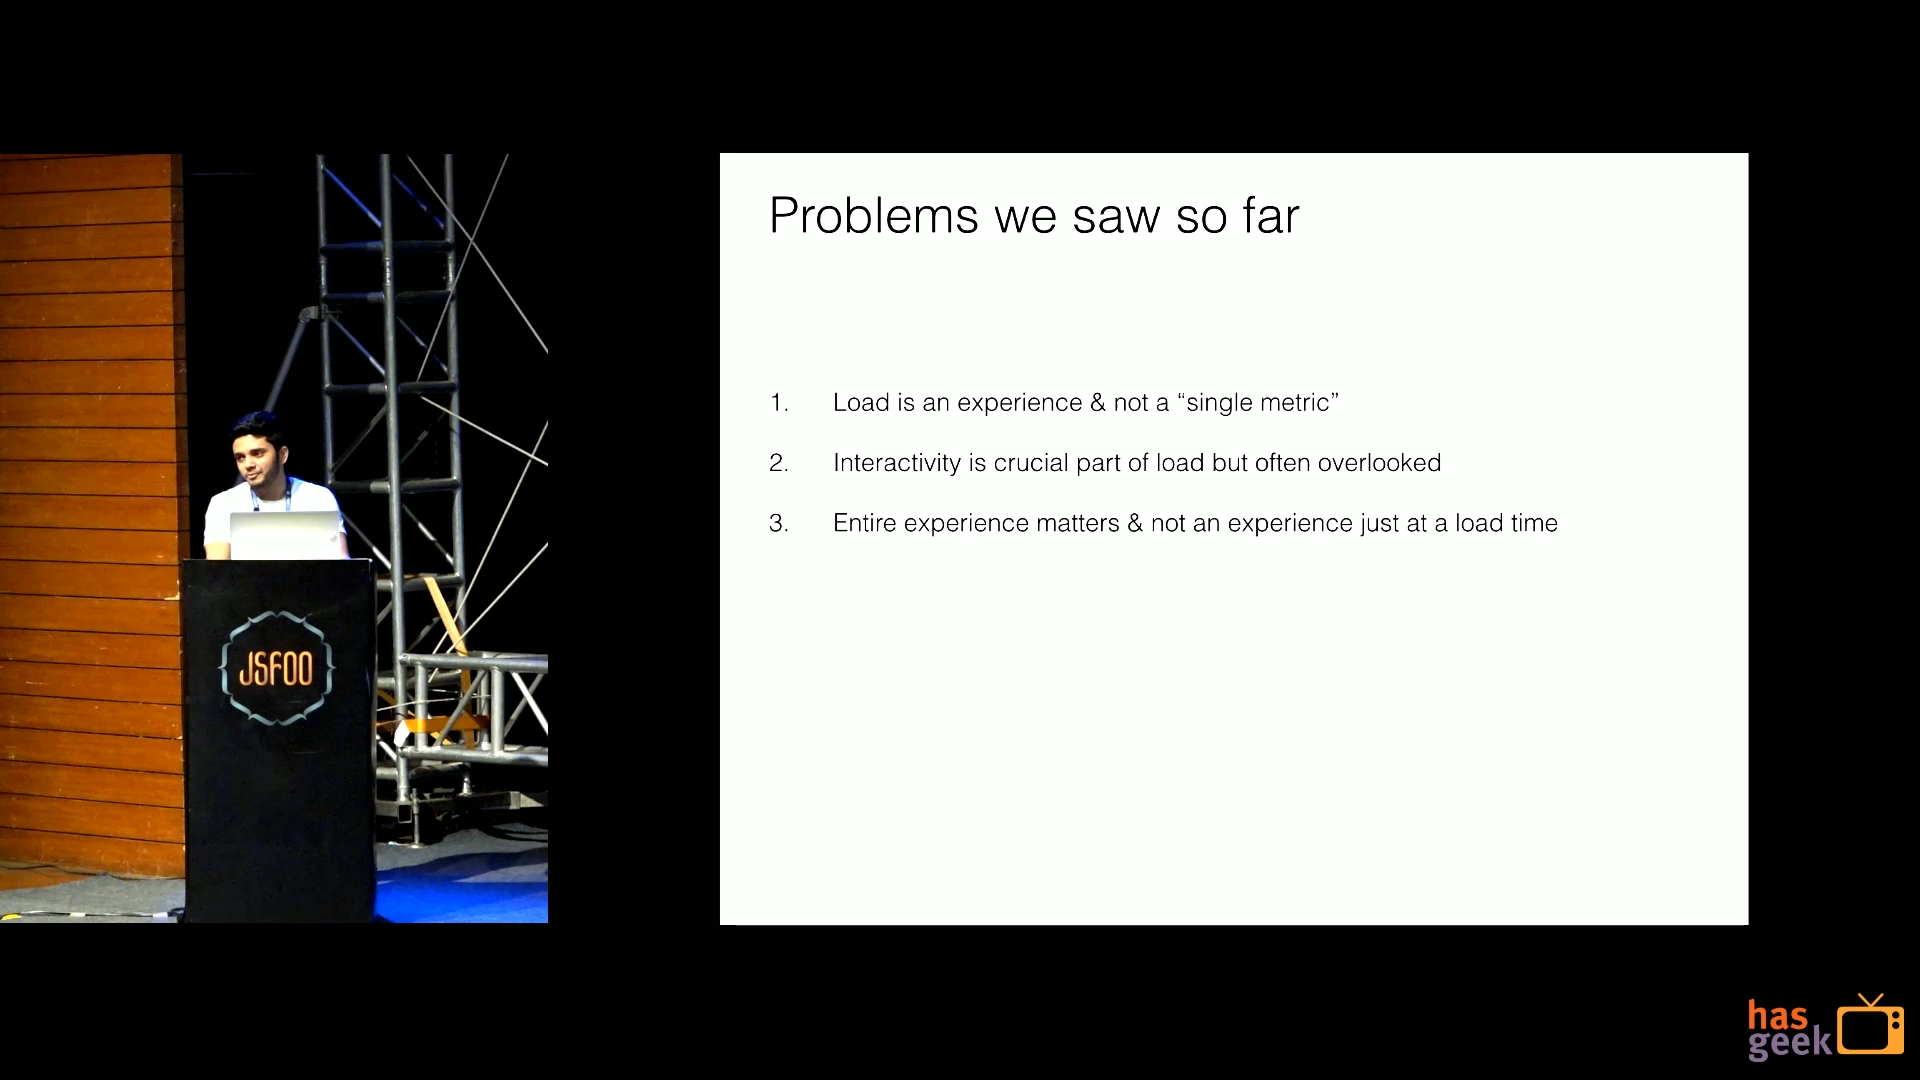 Problems we saw so far
1. Load is an experience & not a “single metric”
2. Interactivity is crucial part of load but often overlooked
3. Entire experience matters & not an experience just at a load time
JSFOO
has
geek